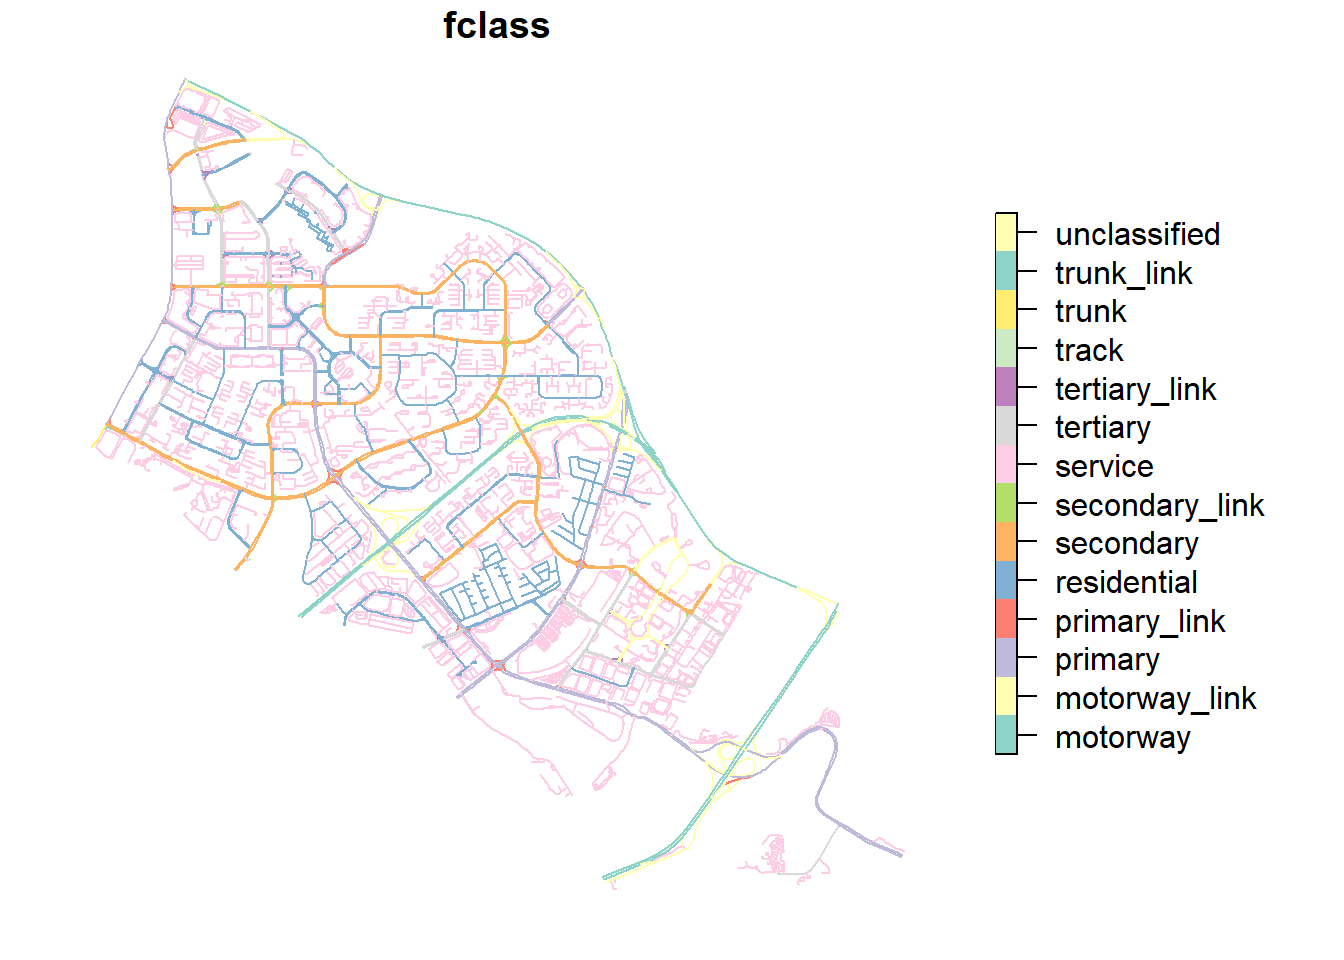 fclass
unclassified
trunk_link
trunk
track
tertiary_link
tertiary
service
secondary_link
secondary
residential
primary_link
primary
motorway_link
motorway